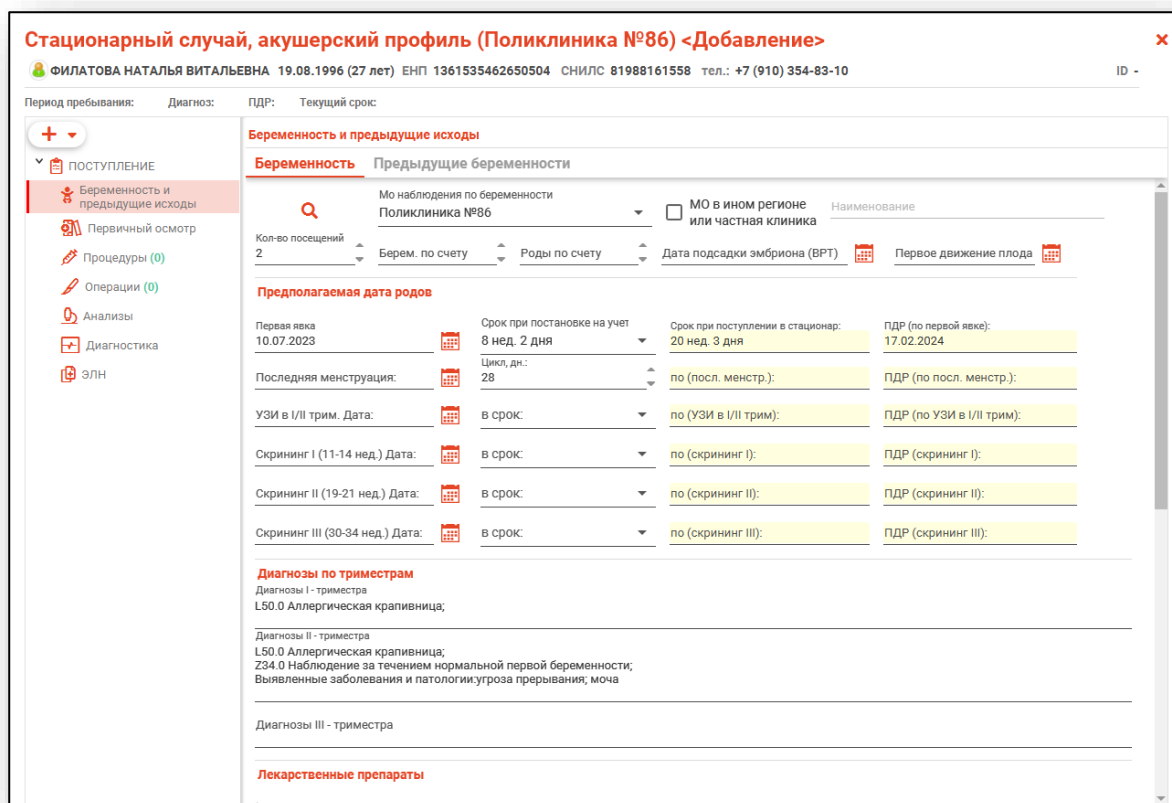 Стационарный случай, акушерский профиль (Поликлиника №86) <Добавление>
ФИЛАТОВА НАТАЛЬЯ ВИТАЛЬЕВНА 19.08.1996 (27 лет) ЕНП 1361535462650504 СНИЛС 81988161558 тел.: +7 (910) 354-83-10 ID -
Период пребывания: Диагноз: ПДР: Текущий срок:
ПОСТУПЛЕНИЕ
Беременность и
предыдущие исходы
Первичный осмотр
Процедуры (0)
Операции (0)
Анализы
Диагностика
ЭЛН
Беременность и предыдущие исходы
Беременность Предыдущие беременности
Мо наблюдения по беременности
Поликлиника №86
МО в ином регионе
или частная клиника
Наименование
Кол-во посещений
2 Берем. по счету Роды по счету Дата подсадки эмбриона (ВРТ) Первое движение плода
Предполагаемая дата родов
Первая явка Срок при постановке на учет Срок при поступлении в стационар: ПДР (по первой явке):
10.07.2023 8 нед. 2 дня 20 нед. 3 дня 17.02.2024
Цикл, дн.:
Последняя менструация: 28 по (посл. менстр.): ПДР (по посл. менстр.):
УЗИ в I/II трим. Дата: в срок: по (УЗИ в I/II трим): ПДР (по УЗИ в I/II трим):
Скрининг I (11-14 нед.) Дата: в срок: по (скрининг I): ПДР (скрининг I):
Скрининг II (19-21 нед.) Дата: в срок: по (скрининг II): ПДР (скрининг II):
Скрининг III (30-34 нед.) Дата: в срок: по (скрининг III): ПДР (скрининг III):
Диагнозы по триместрам
Диагнозы I - триместра
L50.0 Аллергическая крапивница;
Диагнозы II - триместра
L50.0 Аллергическая крапивница;
Z34.0 Наблюдение за течением нормальной первой беременности;
Выявленные заболевания и патологии:угроза прерывания; моча
Диагнозы III - триместра
Лекарственные препараты